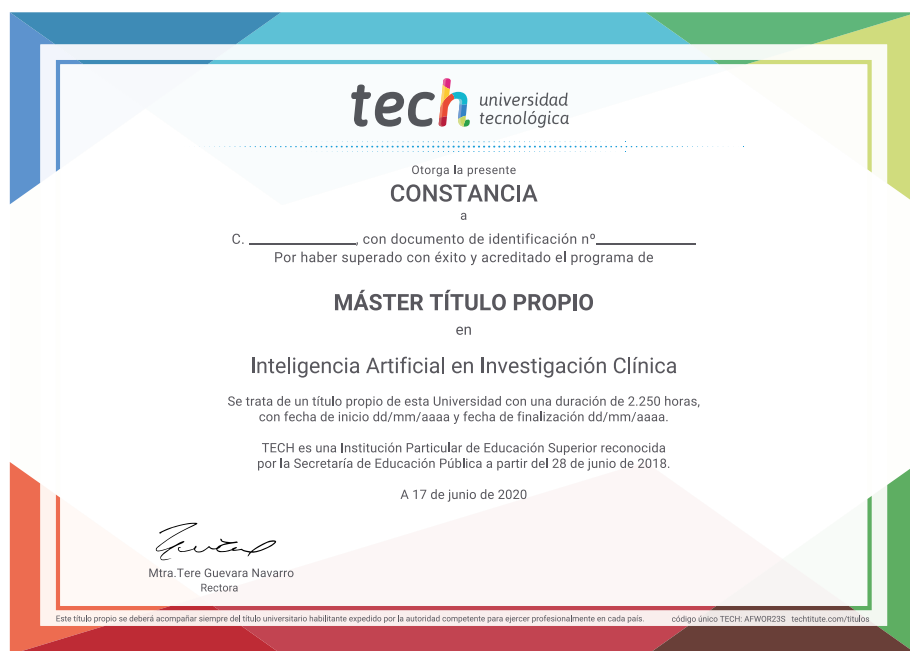 tech universidad
tecnológica
Otorga la presente
CONSTANCIA
a
C. ____________, con documento de identificación nº____________
Por haber superado con éxito y acreditado el programa de
MÁSTER TÍTULO PROPIO
en
Inteligencia Artificial en Investigación Clínica
Se trata de un título propio de esta Universidad con una duración de 2.250 horas,
con fecha de inicio dd/mm/aaaa y fecha de finalización dd/mm/aaaa.
TECH es una Institución Particular de Educación Superior reconocida
por la Secretaría de Educación Pública a partir del 28 de junio de 2018.
A 17 de junio de 2020
Mtra.Tere Guevara Navarro
Rectora
Este título propio se deberá acompañar siempre del título universitario habilitante expedido por la autoridad competente para ejercer profesionalmente en cada país. código único TECH: AFWOR23S techtitute.com/titulos